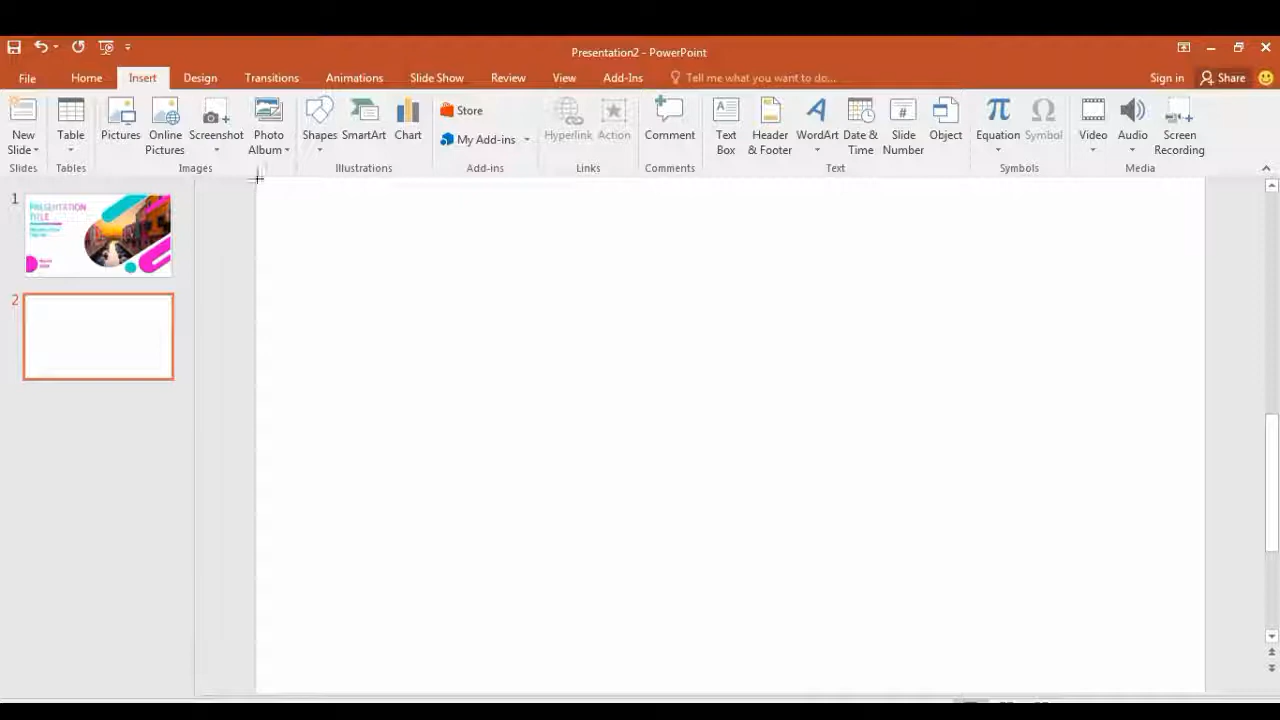 Presentation2 - PowerPoint
File Home Insert Design Transitions Animations Slide Show Review View Add-Ins Tell me what you want to do... Sign in Share
New Slide Table Pictures Online Pictures Screenshot Photo Album Shapes SmartArt Chart Store My Add-ins Hyperlink Action Comment Text Box Header & Footer WordArt Date & Time Slide Number Object Equation Symbol Video Audio Screen Recording
Slides Tables Images Illustrations Add-ins Links Comments Text Symbols Media
1
PRESENTATION
TITLE
2